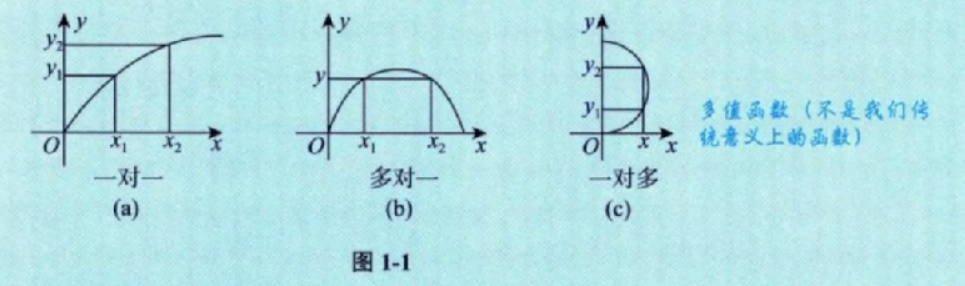 y
y₂
y₁
O
x₁
x₂
x
一对一
(a)
y
y
O
x₁
x₂
x
多对一
(b)
y
y₂
y₁
O
x
x
一对多
(c)
多值函数（不是我们传
统意义上的函数）
图 1-1